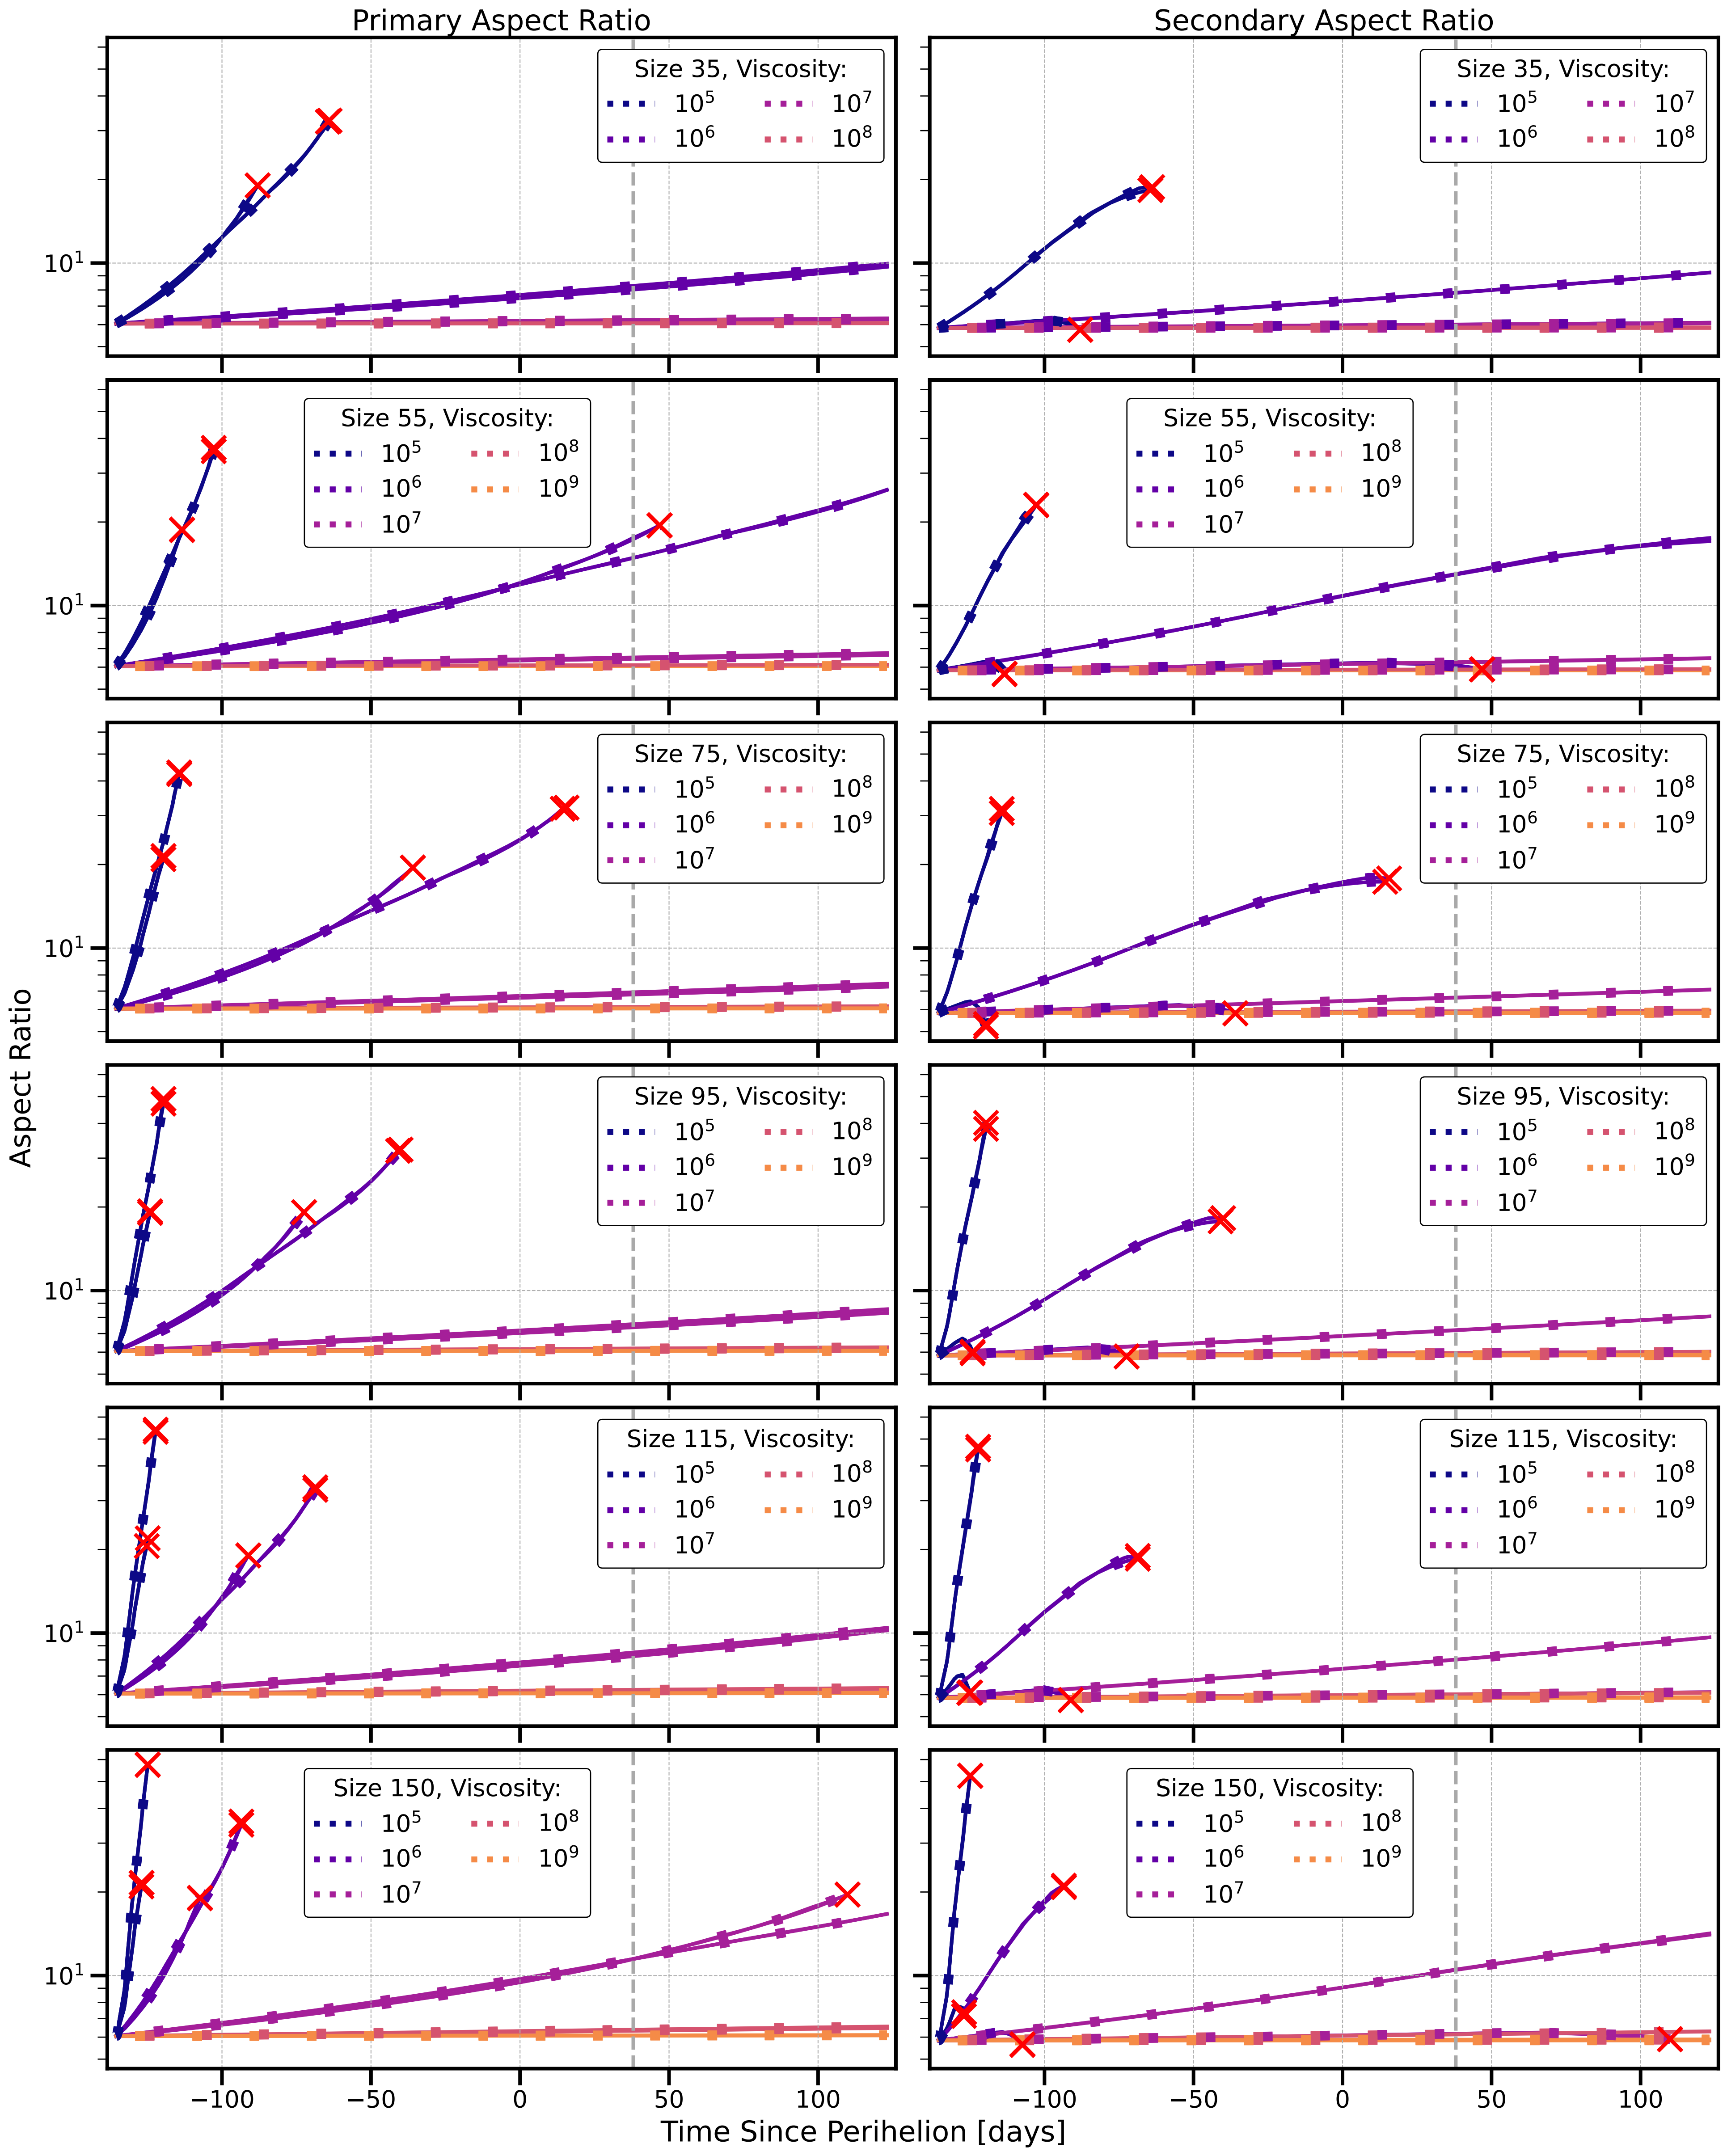 Primary Aspect Ratio
Secondary Aspect Ratio
Size 35, Viscosity:
10⁵ 10⁷
10⁶ 10⁸
10¹
Size 35, Viscosity:
10⁵ 10⁷
10⁶ 10⁸
Size 55, Viscosity:
10⁵ 10⁸
10⁶ 10⁹
10⁷
10¹
Size 55, Viscosity:
10⁵ 10⁸
10⁶ 10⁹
10⁷
Size 75, Viscosity:
10⁵ 10⁸
10⁶ 10⁹
10⁷
10¹
Size 75, Viscosity:
10⁵ 10⁸
10⁶ 10⁹
10⁷
Aspect Ratio
Size 95, Viscosity:
10⁵ 10⁸
10⁶ 10⁹
10⁷
10¹
Size 95, Viscosity:
10⁵ 10⁸
10⁶ 10⁹
10⁷
Size 115, Viscosity:
10⁵ 10⁸
10⁶ 10⁹
10⁷
10¹
Size 115, Viscosity:
10⁵ 10⁸
10⁶ 10⁹
10⁷
Size 150, Viscosity:
10⁵ 10⁸
10⁶ 10⁹
10⁷
10¹
Size 150, Viscosity:
10⁵ 10⁸
10⁶ 10⁹
10⁷
−100 −50 0 50 100
−100 −50 0 50 100
Time Since Perihelion [days]